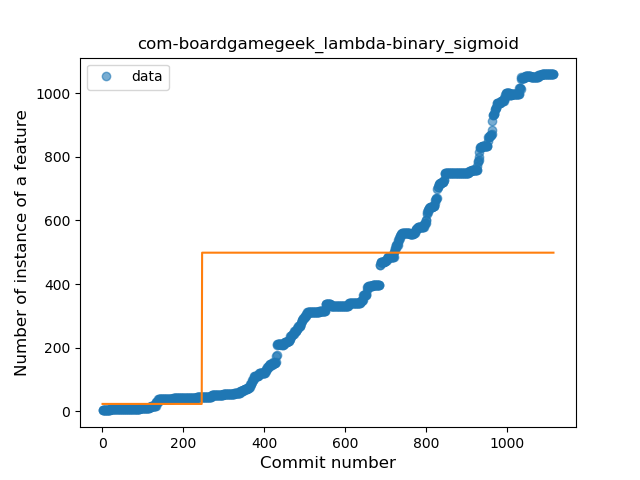 com-boardgamegeek_lambda-binary_sigmoid
data
Number of instance of a feature
1000
800
600
400
200
0
0 200 400 600 800 1000
Commit number